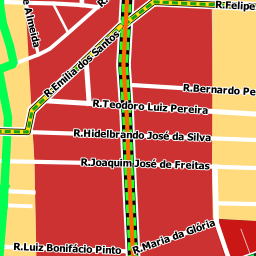 e Almeida
R.
R.Felipe
R.Emilia dos Santos
R.Bernardo Pe
R.Teodoro Luiz Pereira
R.Hidelbrando José da Silva
R.Joaquim José de Freitas
R.Maria da Glória
R.Luiz Bonifácio Pinto